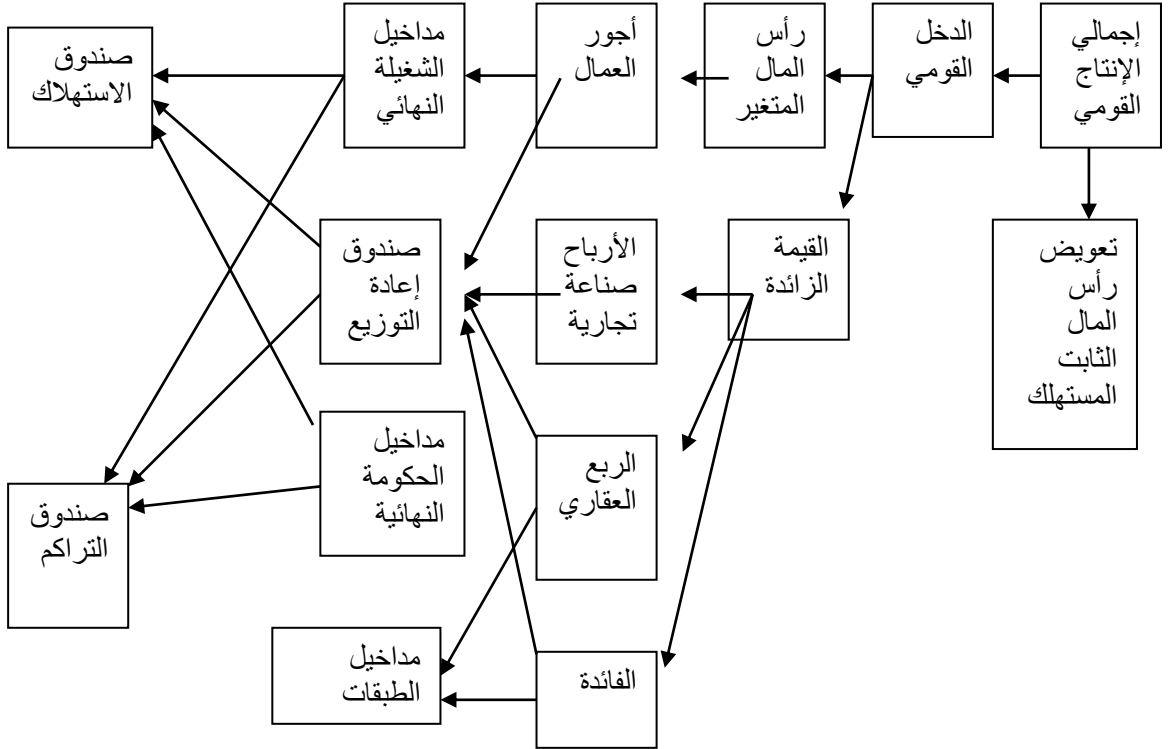 إجمالي
الإنتاج
القومي
الدخل
القومي
رأس
المال
المتغير
أجور
العمال
مداخيل
الشغيلة
النهائي
صندوق
الاستهلاك
تعويض
رأس
المال
الثابت
المستهلك
القيمة
الزائدة
الأرباح
صناعة
تجارية
صندوق
إعادة
التوزيع
الربع
العقاري
مداخيل
الحكومة
النهائية
صندوق
التراكم
الفائدة
مداخيل
الطبقات